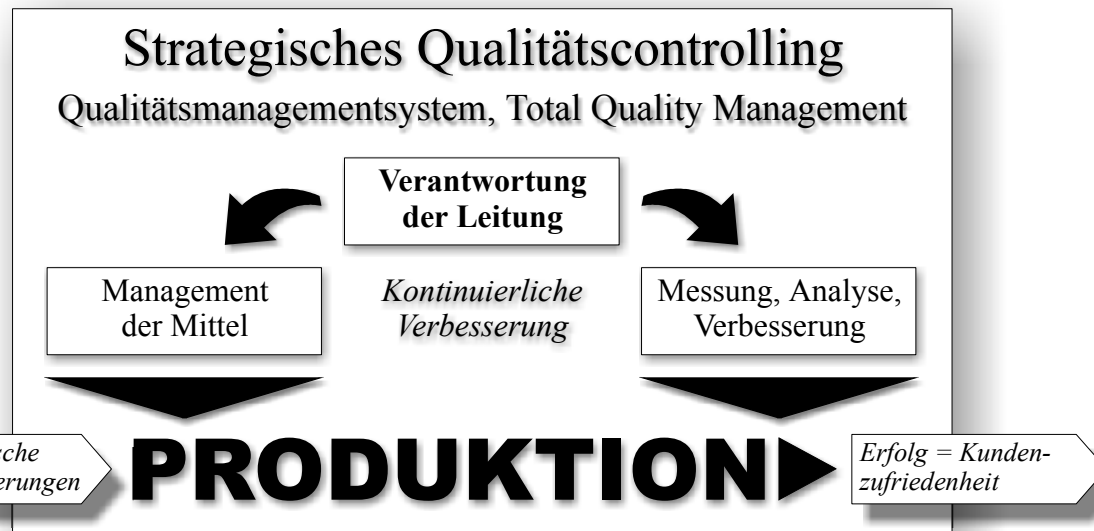 Strategisches Qualitätscontrolling
Qualitätsmanagementsystem, Total Quality Management
Verantwortung
der Leitung
Management
der Mittel
Kontinuierliche
Verbesserung
Messung, Analyse,
Verbesserung
PRODUKTION
Erfolg = Kunden-
zufriedenheit